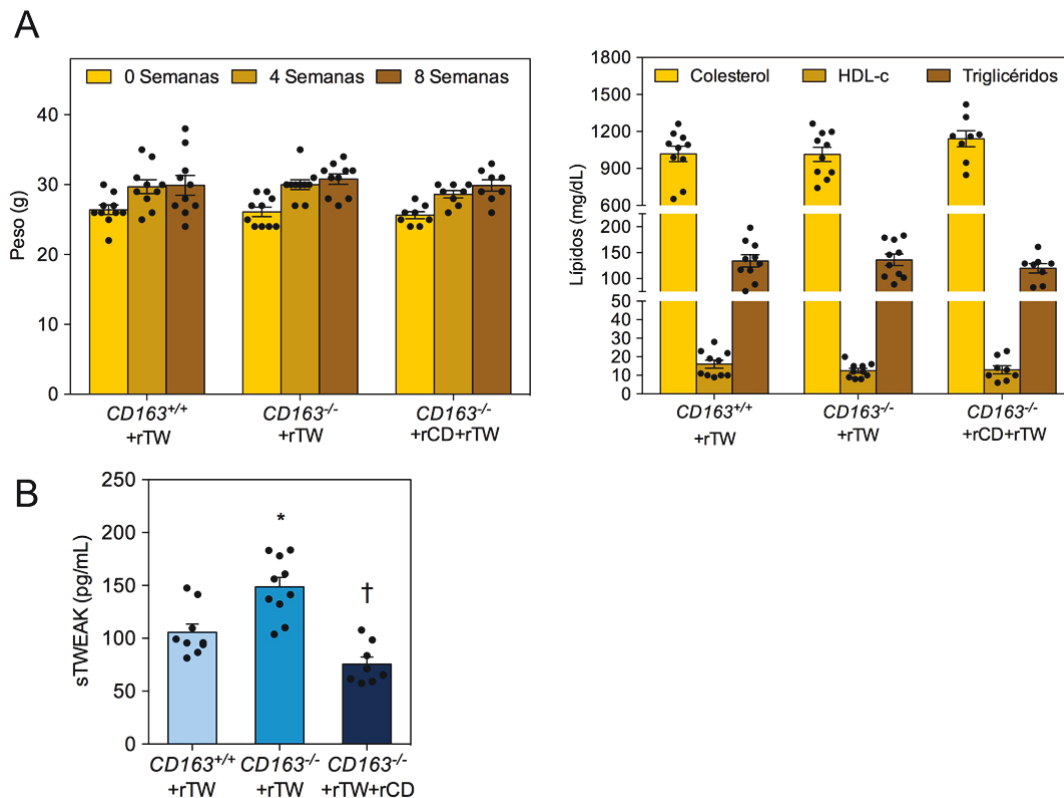 A
0 Semanas 4 Semanas 8 Semanas
Peso (g)
40
30
20
10
0
CD163+/+ +rTW
CD163-/- +rTW
CD163-/- +rCD+rTW
Colesterol HDL-c Triglicéridos
Lípidos (mg/dL)
1800
1500
1200
900
600
200
150
100
50
40
30
20
10
0
CD163+/+ +rTW
CD163-/- +rTW
CD163-/- +rCD+rTW
B
sTWEAK (pg/mL)
250
200
150
100
50
0
*
†
CD163+/+ +rTW
CD163-/- +rTW
CD163-/- +rTW+rCD